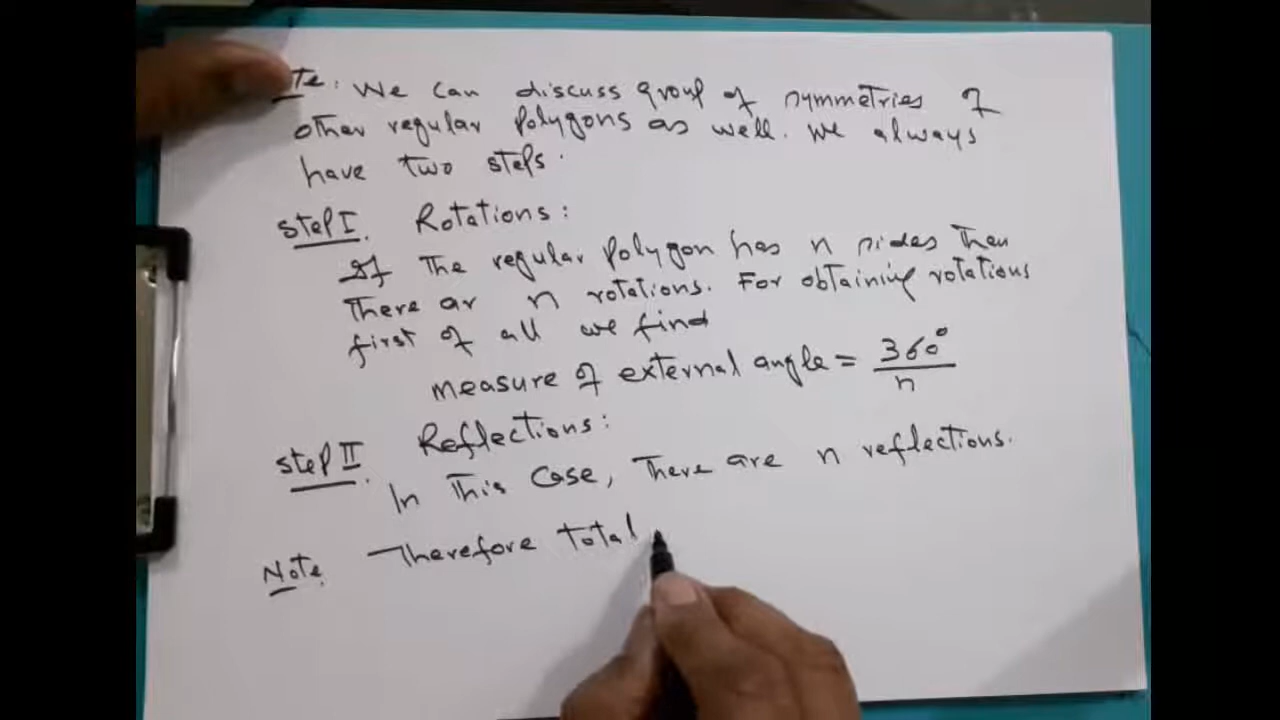 te: We can discuss group of symmetries of
other regular polygons as well. We always
have two steps.
Step I. Rotations:
If the regular polygon has n sides then
there ar n rotations. For obtaining rotations
first of all we find
measure of external angle = 360°/n
Step II Reflections:
In this case, there are n reflections.
Note. Therefore total